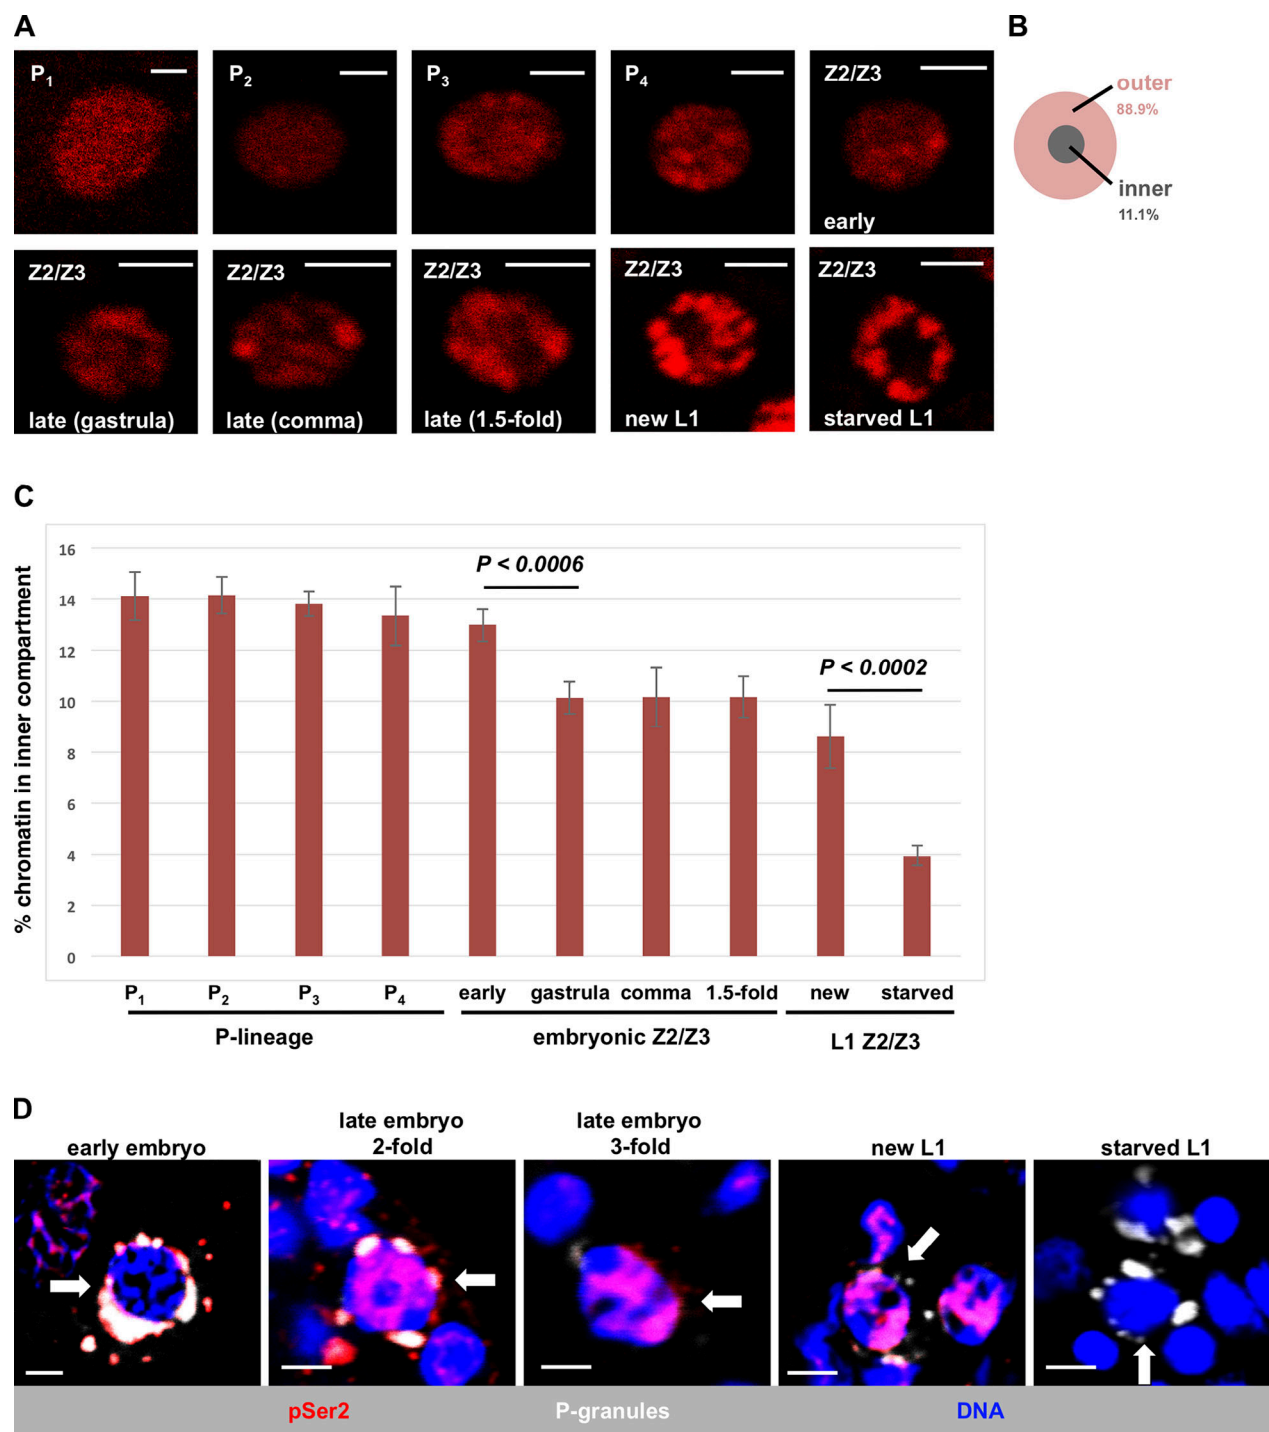 A
B
P1
P2
P3
P4
Z2/Z3
early
outer
88.9%
inner
11.1%
Z2/Z3
Z2/Z3
Z2/Z3
Z2/Z3
Z2/Z3
late (gastrula)
late (comma)
late (1.5-fold)
new L1
starved L1
C
% chromatin in inner compartment
16
14
12
10
8
6
4
2
0
P < 0.0006
P < 0.0002
P1
P2
P3
P4
early
gastrula
comma
1.5-fold
new
starved
P-lineage
embryonic Z2/Z3
L1 Z2/Z3
D
early embryo
late embryo
2-fold
late embryo
3-fold
new L1
starved L1
pSer2
P-granules
DNA